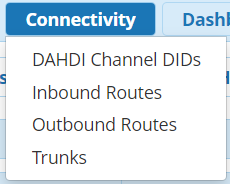 Connectivity
DAHDI Channel DIDs
Inbound Routes
Outbound Routes
Trunks